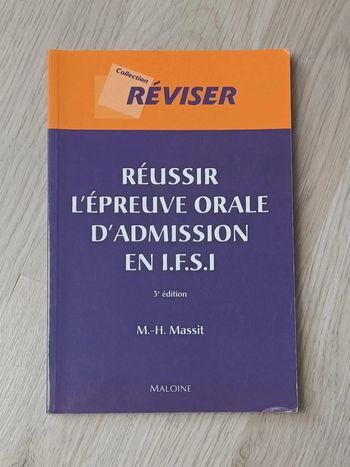 Collection
RÉVISER
RÉUSSIR
L'ÉPREUVE ORALE
D'ADMISSION
EN I.F.S.I
3e édition
M.-H. Massit
MALOINE